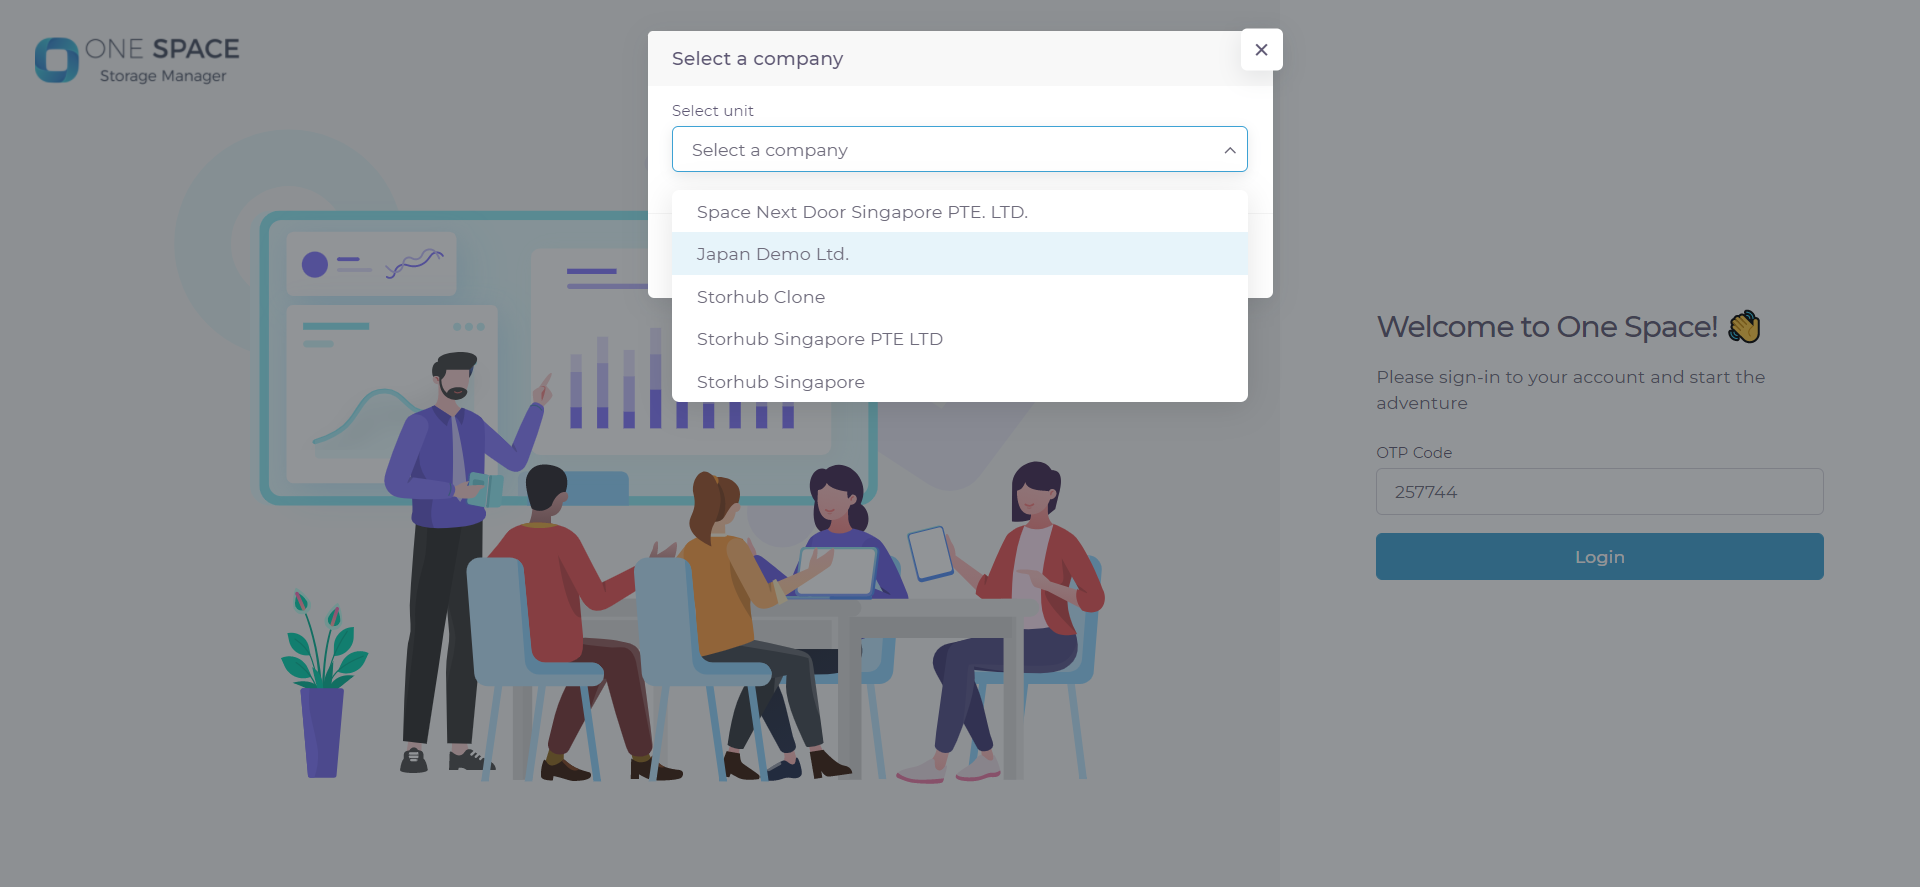 ONE SPACE
Storage Manager
Select a company
Select unit
Select a company
Space Next Door Singapore PTE. LTD.
Japan Demo Ltd.
Storhub Clone
Storhub Singapore PTE LTD
Storhub Singapore
Welcome to One Space! 👋
Please sign-in to your account and start the
adventure
OTP Code
257744
Login